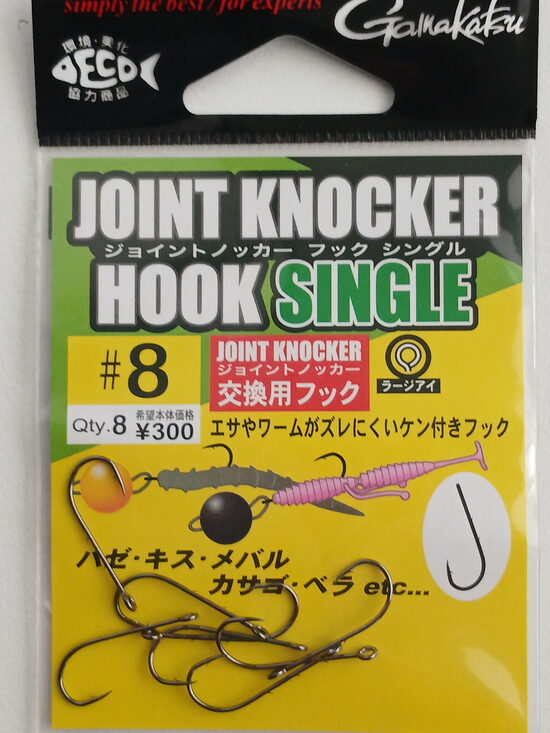 simply the best / for experts
Gamakatsu
環境・美化
ECO
協力商品
JOINT KNOCKER
ジョイントノッカー フック シングル
HOOK SINGLE
#8
Qty.8
希望本体価格
¥300
JOINT KNOCKER
ジョイントノッカー
交換用フック
ラージアイ
エサやワームがズレにくいケン付きフック
ハゼ・キス・メバル
カサゴ・ベラ etc...